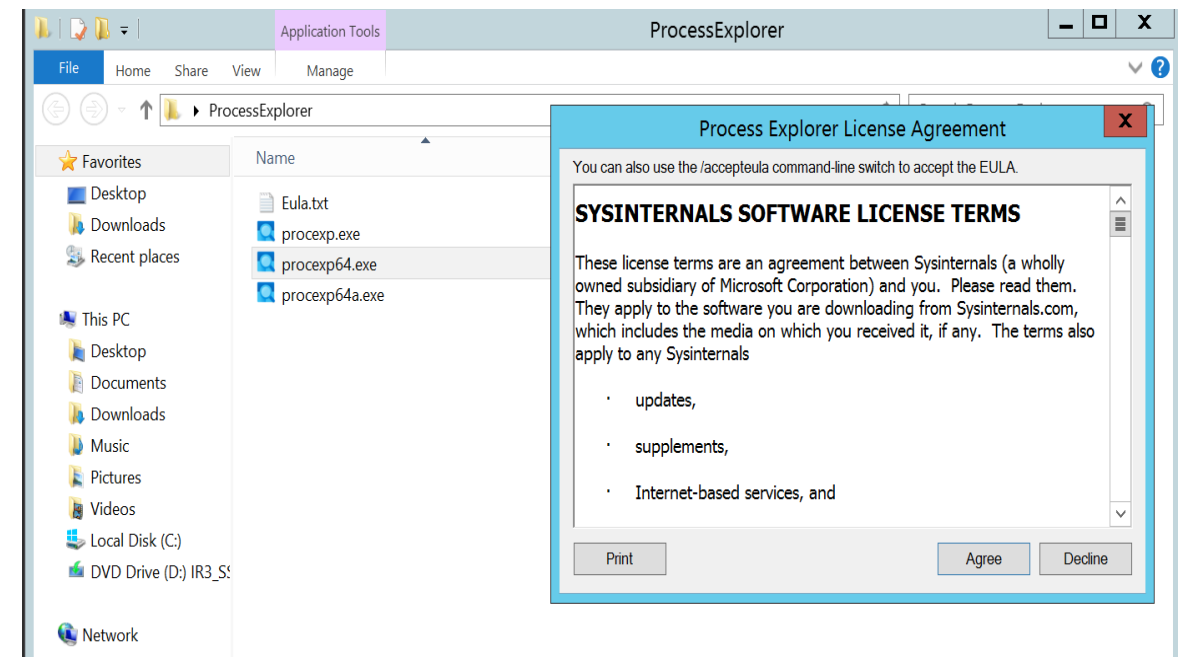 Application Tools
ProcessExplorer
File
Home
Share
View
Manage
ProcessExplorer
Favorites
Desktop
Downloads
Recent places
This PC
Desktop
Documents
Downloads
Music
Pictures
Videos
Local Disk (C:)
DVD Drive (D:) IR3_S
Network
Name
Eula.txt
procexp.exe
procexp64.exe
procexp64a.exe
Process Explorer License Agreement
X
X
You can also use the /accepteula command-line switch to accept the EULA.
SYSINTERNALS SOFTWARE LICENSE TERMS
These license terms are an agreement between Sysinternals (a wholly
owned subsidiary of Microsoft Corporation) and you.  Please read them.
They apply to the software you are downloading from Sysinternals.com,
which includes the media on which you received it, if any.  The terms also
apply to any Sysinternals
· updates,
· supplements,
· Internet-based services, and
Print
Agree
Decline